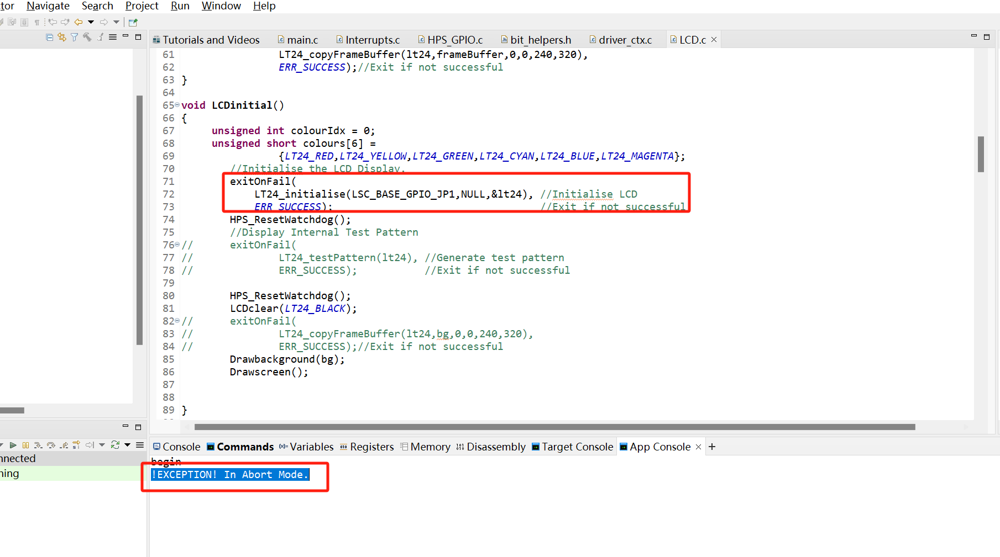 tor Navigate Search Project Run Window Help
Tutorials and Videos main.c Interrupts.c HPS_GPIO.c bit_helpers.h driver_ctx.c LCD.c
61 LT24_copyFrameBuffer(lt24,frameBuffer,0,0,240,320),
62 ERR_SUCCESS);//Exit if not successful
63 }
64
65 void LCDinitial()
66 {
67 unsigned int colourIdx = 0;
68 unsigned short colours[6] =
69 {LT24_RED,LT24_YELLOW,LT24_GREEN,LT24_CYAN,LT24_BLUE,LT24_MAGENTA};
70 //Initialise the LCD Display.
71 exitOnFail(
72 LT24_initialise(LSC_BASE_GPIO_JP1,NULL,&lt24), //Initialise LCD
73 ERR_SUCCESS); //Exit if not successful
74 HPS_ResetWatchdog();
75 //Display Internal Test Pattern
76 // exitOnFail(
77 // LT24_testPattern(lt24), //Generate test pattern
78 // ERR_SUCCESS); //Exit if not successful
79
80 HPS_ResetWatchdog();
81 LCDclear(LT24_BLACK);
82 // exitOnFail(
83 // LT24_copyFrameBuffer(lt24,bg,0,0,240,320),
84 // ERR_SUCCESS);//Exit if not successful
85 Drawbackground(bg);
86 Drawscreen();
87
88
89 }
Console Commands Variables Registers Memory Disassembly Target Console App Console
nnected
ning
begin
!EXCEPTION! In Abort Mode.